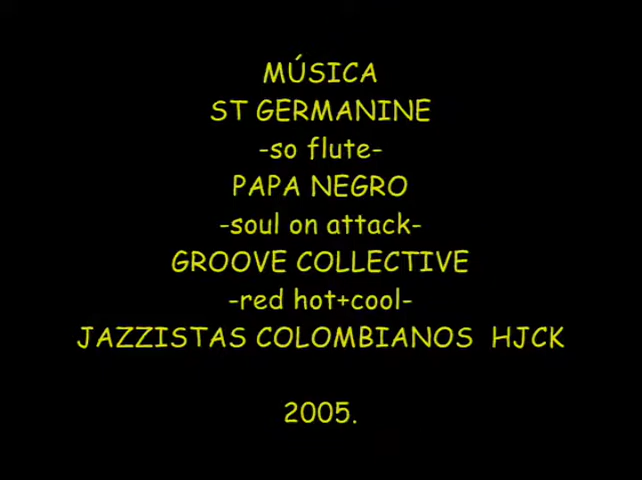 MÚSICA
ST GERMANINE
-so flute-
PAPA NEGRO
-soul on attack-
GROOVE COLLECTIVE
-red hot+cool-
JAZZISTAS COLOMBIANOS HJCK
2005.